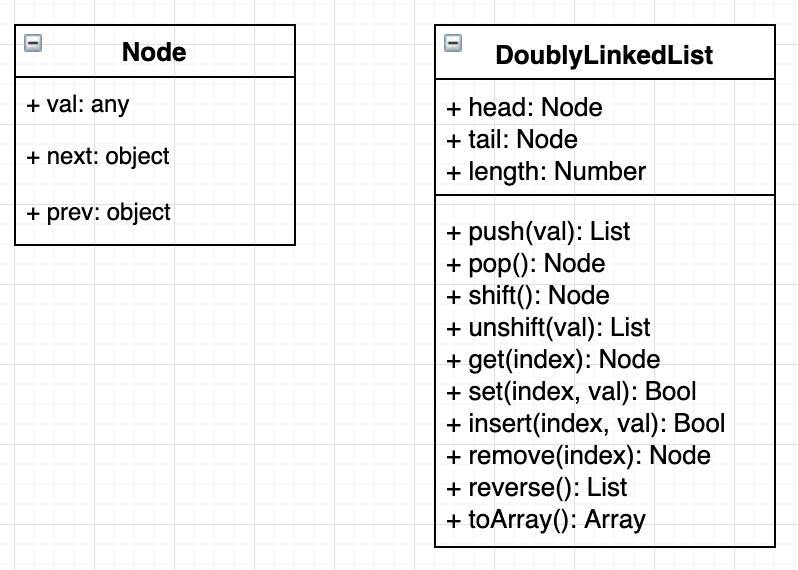 Node
+ val: any
+ next: object
+ prev: object
DoublyLinkedList
+ head: Node
+ tail: Node
+ length: Number
+ push(val): List
+ pop(): Node
+ shift(): Node
+ unshift(val): List
+ get(index): Node
+ set(index, val): Bool
+ insert(index, val): Bool
+ remove(index): Node
+ reverse(): List
+ toArray(): Array